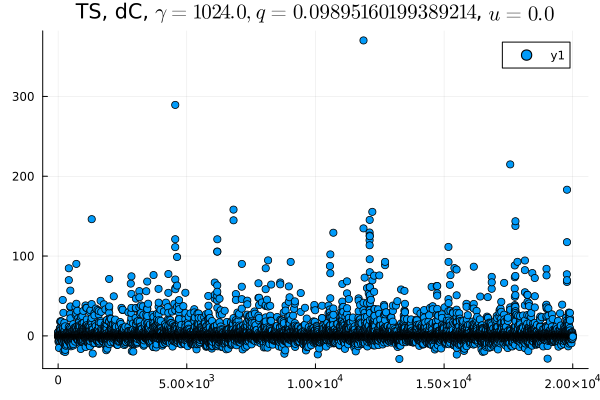 TS, dC, γ = 1024.0, q = 0.09895160199389214, u = 0.0
y1
300
200
100
0
0 5.00×10³ 1.00×10⁴ 1.50×10⁴ 2.00×10⁴